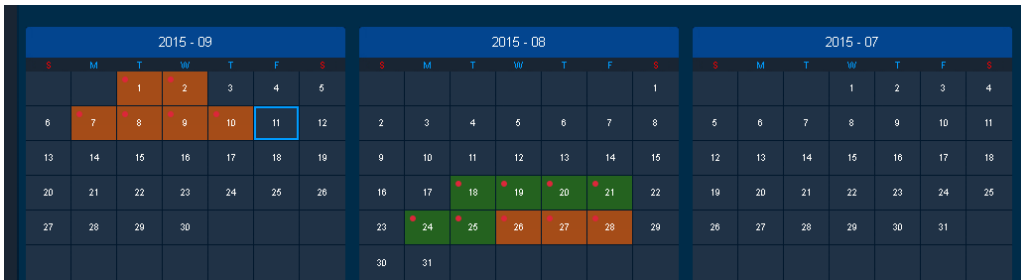 2015 - 09
2015 - 08
2015 - 07
S M T W T F S
S M T W T F S
S M T W T F S
1 2 3 4 5
1
1 2 3 4
6 7 8 9 10 11 12
2 3 4 5 6 7 8
5 6 7 8 9 10 11
13 14 15 16 17 18 19
9 10 11 12 13 14 15
12 13 14 15 16 17 18
20 21 22 23 24 25 26
16 17 18 19 20 21 22
19 20 21 22 23 24 25
27 28 29 30
23 24 25 26 27 28 29
26 27 28 29 30 31
30 31